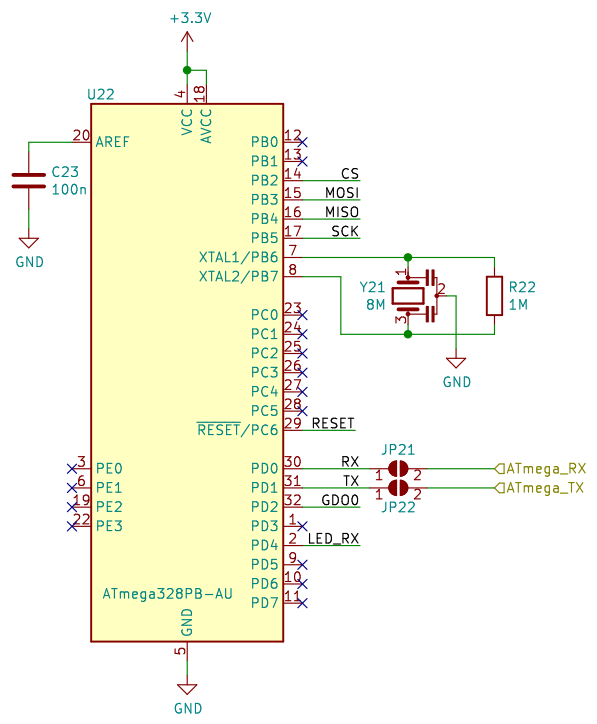 +3.3V
U22
4
VCC
18
AVCC
20 AREF
C23
100n
GND
PB0 12
PB1 13
PB2 14 CS
PB3 15 MOSI
PB4 16 MISO
PB5 17 SCK
XTAL1/PB6 7
XTAL2/PB7 8
Y21
8M
1
2
3
R22
1M
GND
PC0 23
PC1 24
PC2 25
PC3 26
PC4 27
PC5 28
RESET/PC6 29 RESET
JP21
3 PE0
PD0 30 RX
1 2
ATmega_RX
6 PE1
PD1 31 TX
1 2
ATmega_TX
JP22
19 PE2
PD2 32 GDO0
22 PE3
PD3 1
PD4 2 LED_RX
PD5 9
PD6 10
PD7 11
ATmega328PB-AU
GND
5
GND